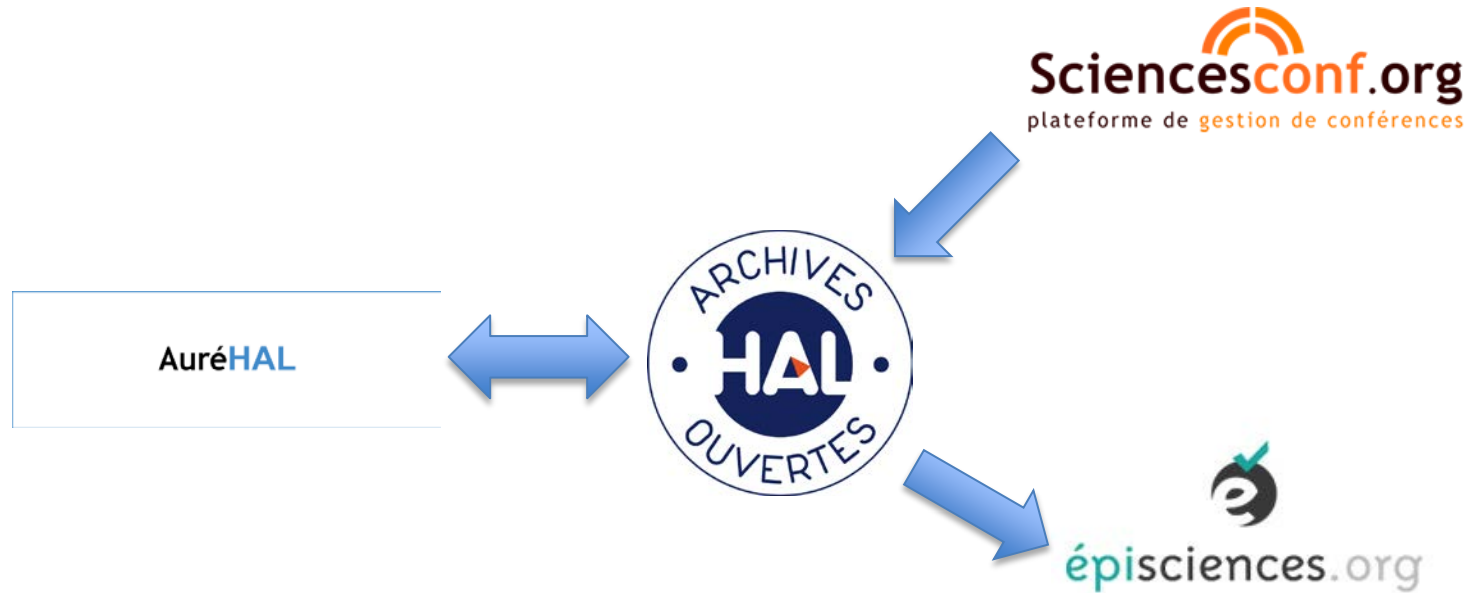 Sciencesconf.org
plateforme de gestion de conférences
ARCHIVES
HAL
OUVERTES
AuréHAL
e
épisciences.org